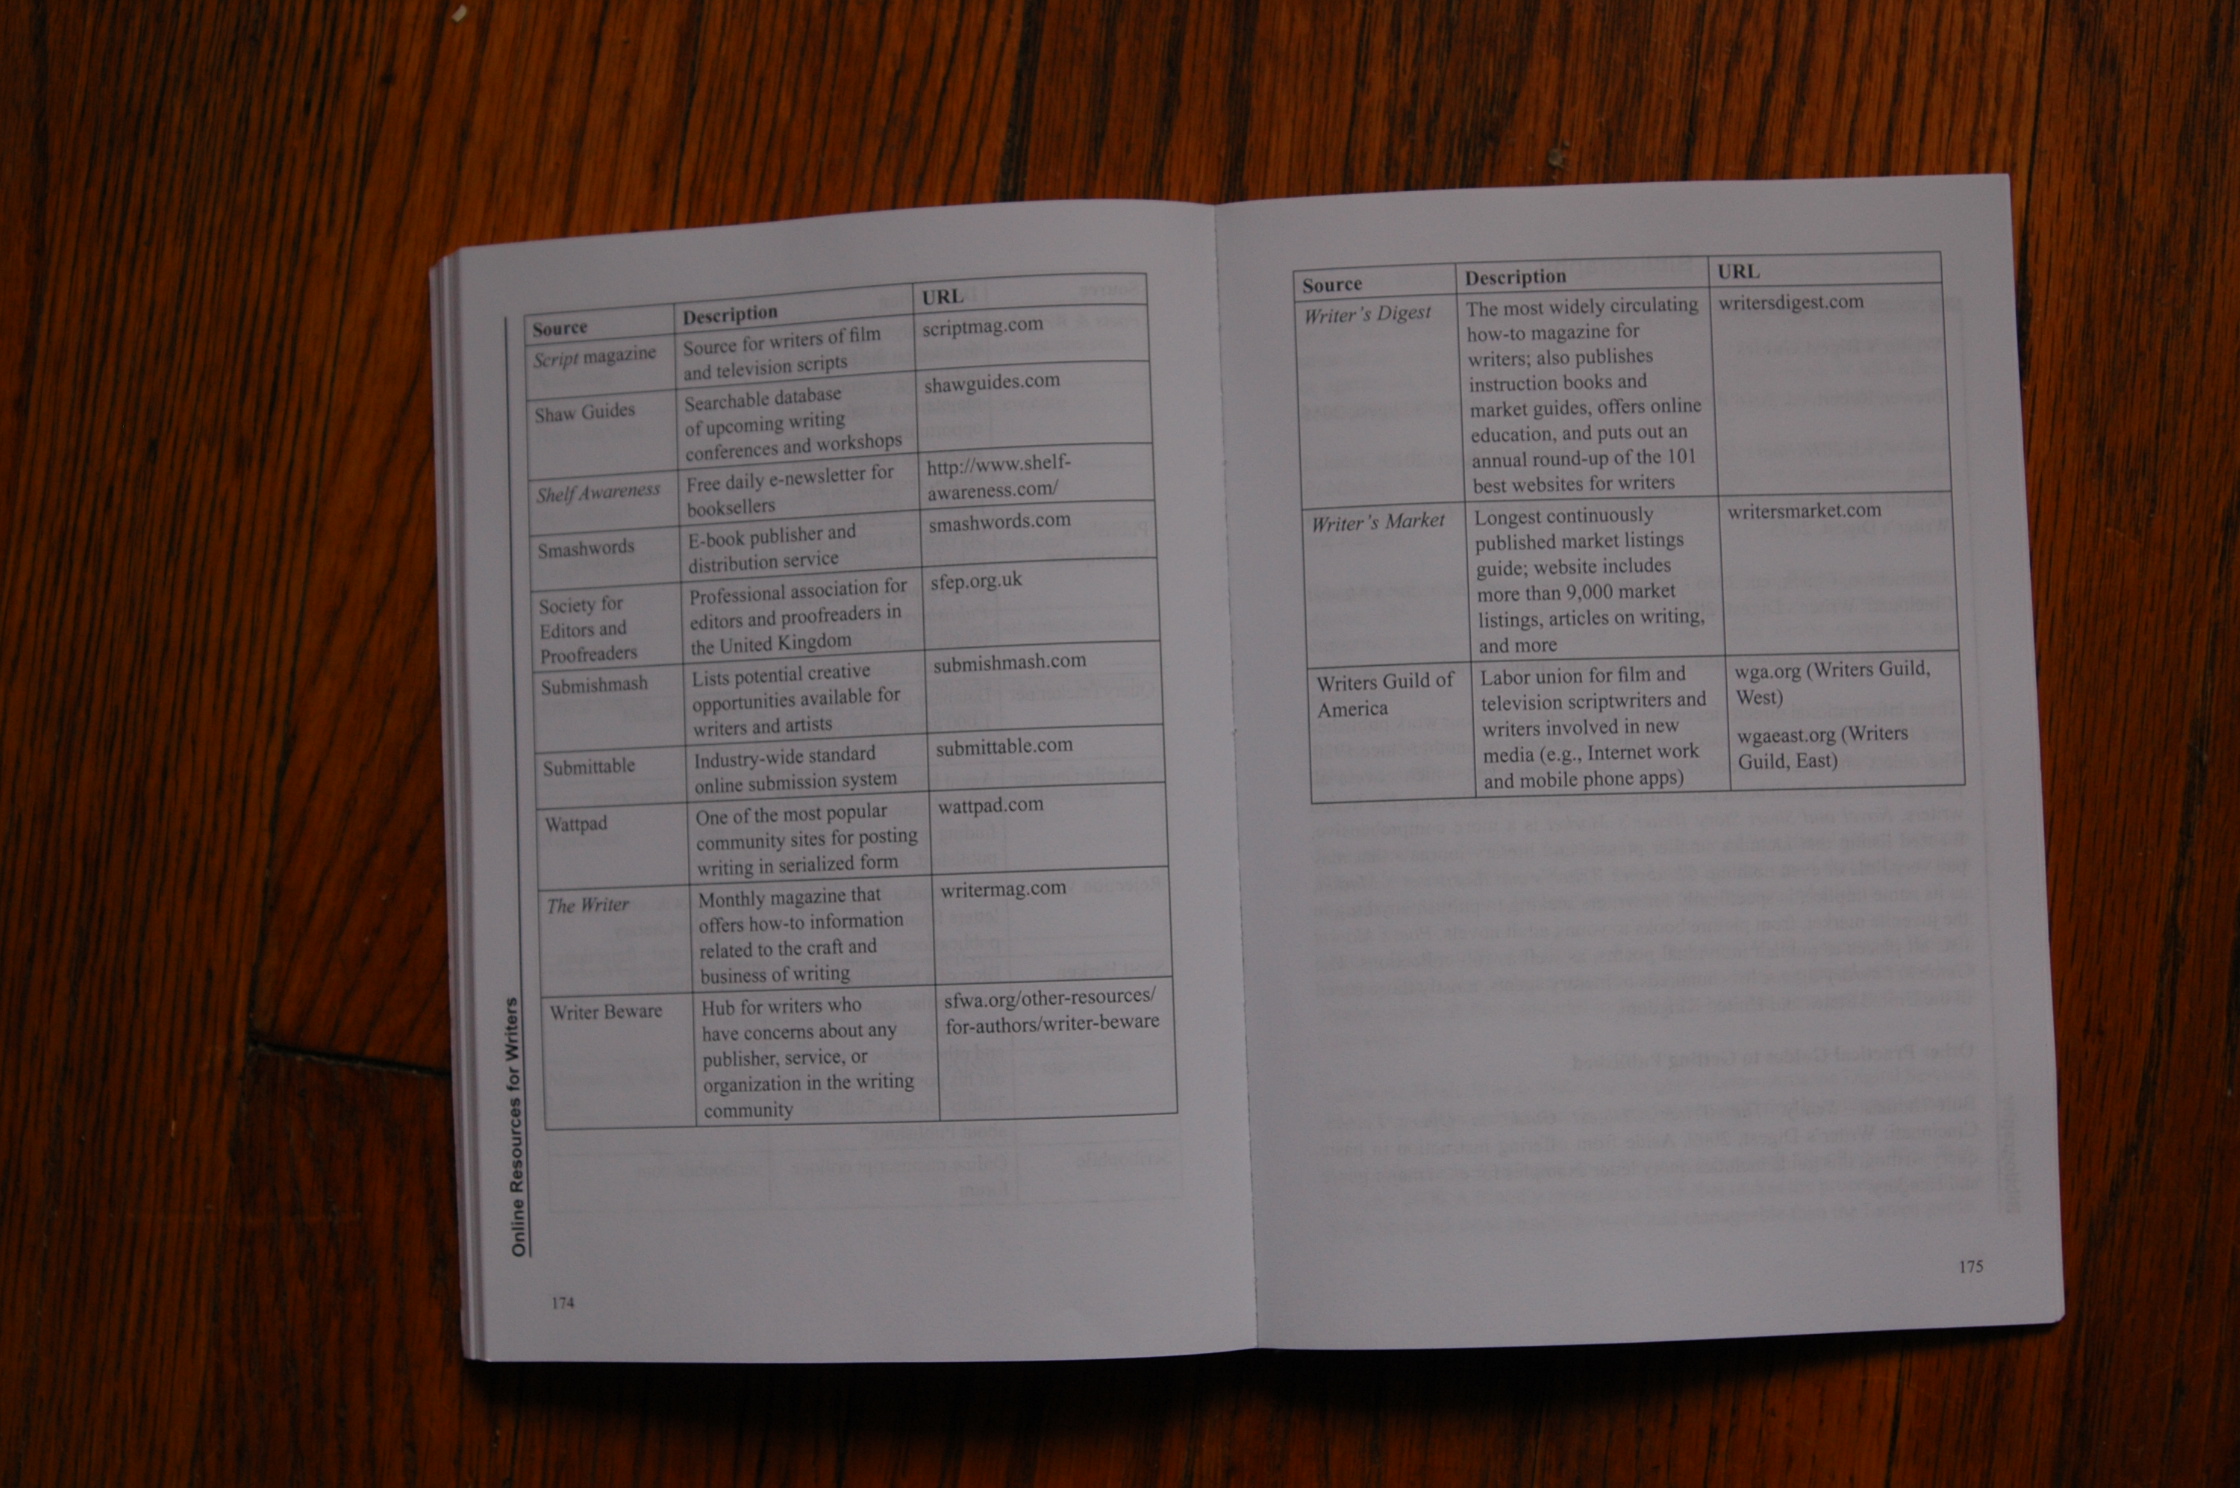 Online Resources for Writers
Source Description URL
Script magazine Source for writers of film scriptmag.com
and television scripts
Shaw Guides Searchable database shawguides.com
of upcoming writing
conferences and workshops
Shelf Awareness Free daily e-newsletter for http://www.shelf-
booksellers awareness.com/
Smashwords E-book publisher and smashwords.com
distribution service
Society for Professional association for sfep.org.uk
Editors and editors and proofreaders in
Proofreaders the United Kingdom
Submishmash Lists potential creative submishmash.com
opportunities available for
writers and artists
Submittable Industry-wide standard submittable.com
online submission system
Wattpad One of the most popular wattpad.com
community sites for posting
writing in serialized form
The Writer Monthly magazine that writermag.com
offers how-to information
related to the craft and
business of writing
Writer Beware Hub for writers who sfwa.org/other-resources/
have concerns about any for-authors/writer-beware
publisher, service, or
organization in the writing
community
174
Source Description URL
Writer's Digest The most widely circulating writersdigest.com
how-to magazine for
writers; also publishes
instruction books and
market guides, offers online
education, and puts out an
annual round-up of the 101
best websites for writers
Writer's Market Longest continuously writersmarket.com
published market listings
guide; website includes
more than 9,000 market
listings, articles on writing,
and more
Writers Guild of Labor union for film and wga.org (Writers Guild,
America television scriptwriters and West)
writers involved in new wgaeast.org (Writers
media (e.g., Internet work Guild, East)
and mobile phone apps)
175